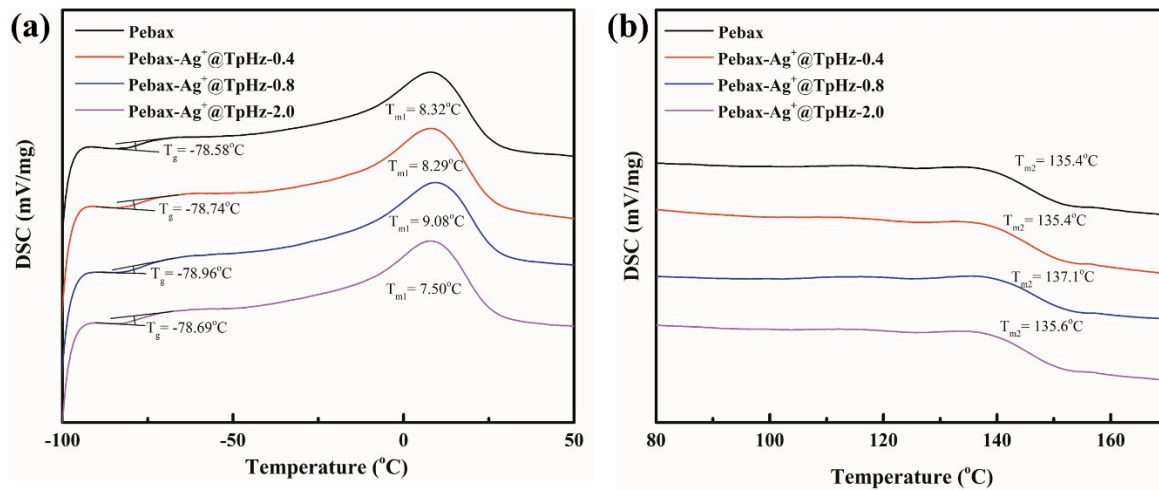 (a)
Pebax
Pebax-Ag⁺@TpHz-0.4
Pebax-Ag⁺@TpHz-0.8
Pebax-Ag⁺@TpHz-2.0
Tm1= 8.32°C
Tg= -78.58°C
Tm1= 8.29°C
Tg= -78.74°C
Tm1= 9.08°C
Tg= -78.96°C
Tm1= 7.50°C
Tg= -78.69°C
DSC (mV/mg)
-100 -50 0 50
Temperature (°C)
(b)
Pebax
Pebax-Ag⁺@TpHz-0.4
Pebax-Ag⁺@TpHz-0.8
Pebax-Ag⁺@TpHz-2.0
Tm2= 135.4°C
Tm2= 135.4°C
Tm2= 137.1°C
Tm2= 135.6°C
DSC (mV/mg)
80 100 120 140 160
Temperature (°C)